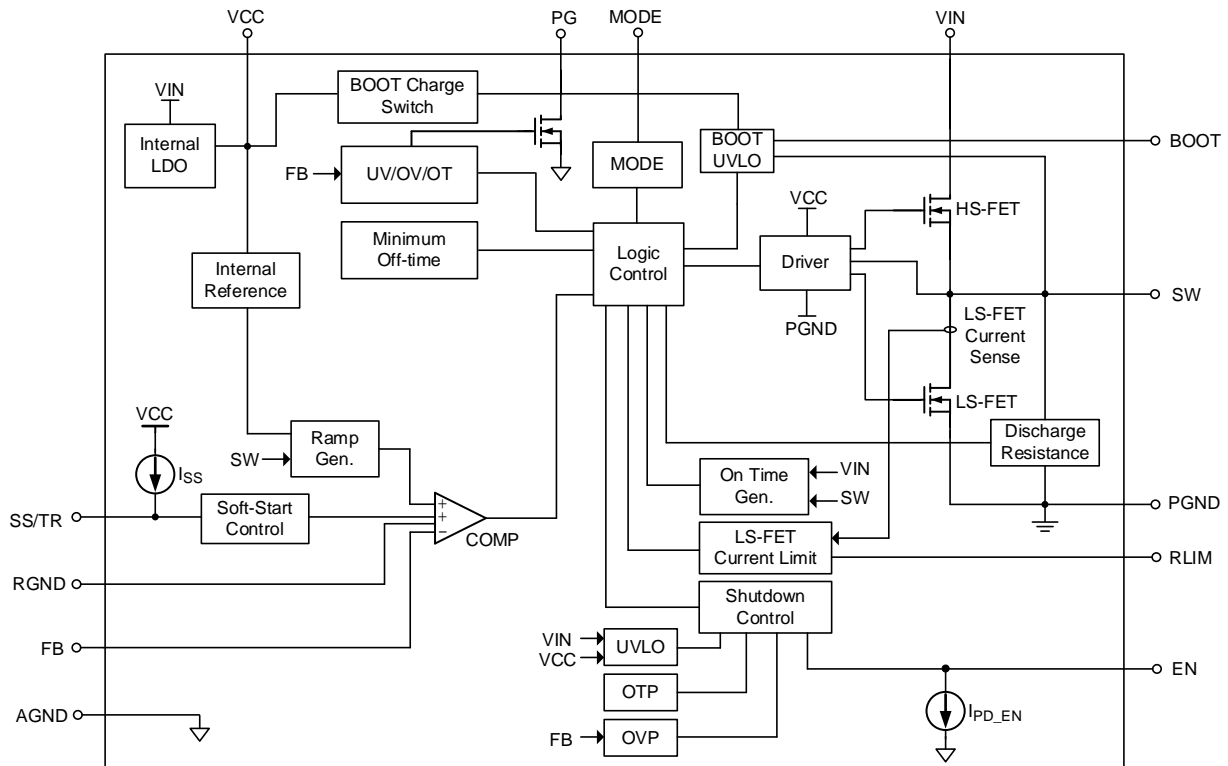 VCC
PG
MODE
VIN
VIN
BOOT Charge
Switch
Internal
LDO
BOOT
UVLO
BOOT
MODE
FB
UV/OV/OT
VCC
HS-FET
Minimum
Off-time
Logic
Control
Driver
Internal
Reference
SW
PGND
LS-FET
Current
Sense
LS-FET
VCC
Ramp
Gen.
SW
Discharge
Resistance
ISS
On Time
Gen.
VIN
SW
SS/TR
Soft-Start
Control
+
+
−
COMP
PGND
LS-FET
Current Limit
RLIM
RGND
Shutdown
Control
FB
VIN
VCC
UVLO
EN
OTP
AGND
IPD_EN
FB
OVP